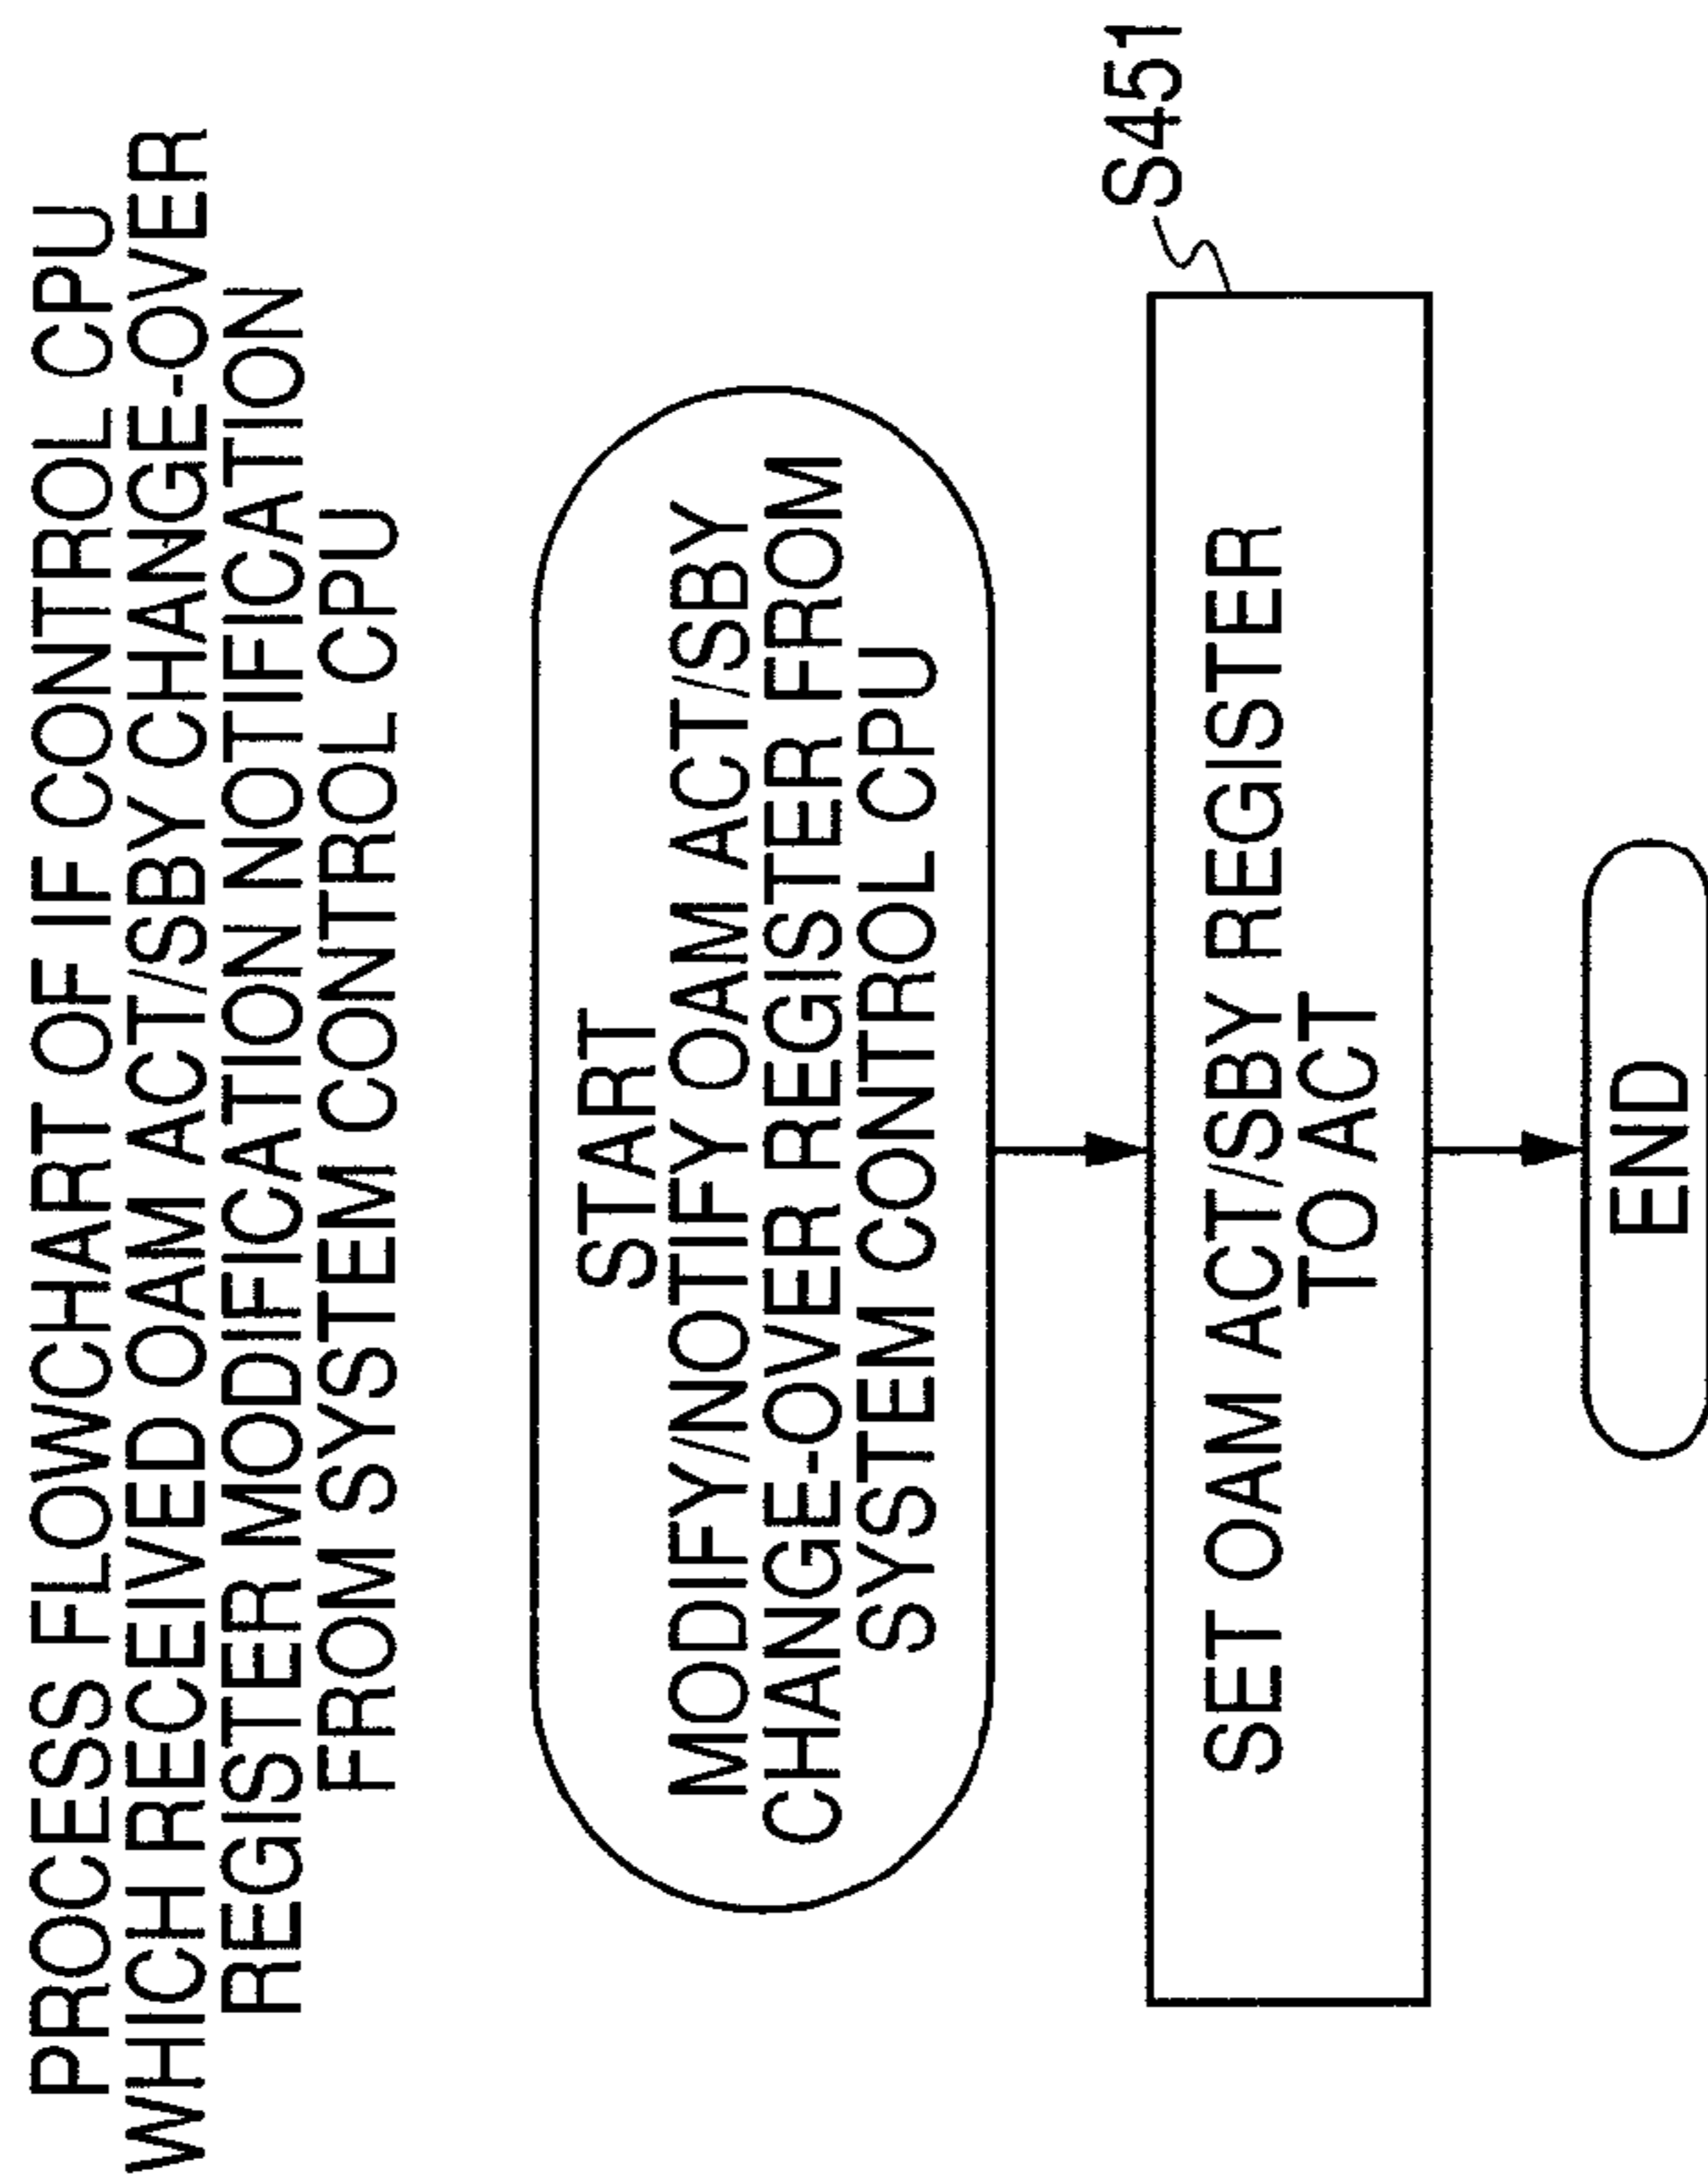 PROCESS FLOWCHART OF IF CONTROL CPU
WHICH RECEIVED OAM ACT/SBY CHANGE-OVER
REGISTER MODIFICATION NOTIFICATION
FROM SYSTEM CONTROL CPU
START
MODIFY/NOTIFY OAM ACT/SBY
CHANGE-OVER REGISTER FROM
SYSTEM CONTROL CPU
S451
SET OAM ACT/SBY REGISTER
TO ACT
END